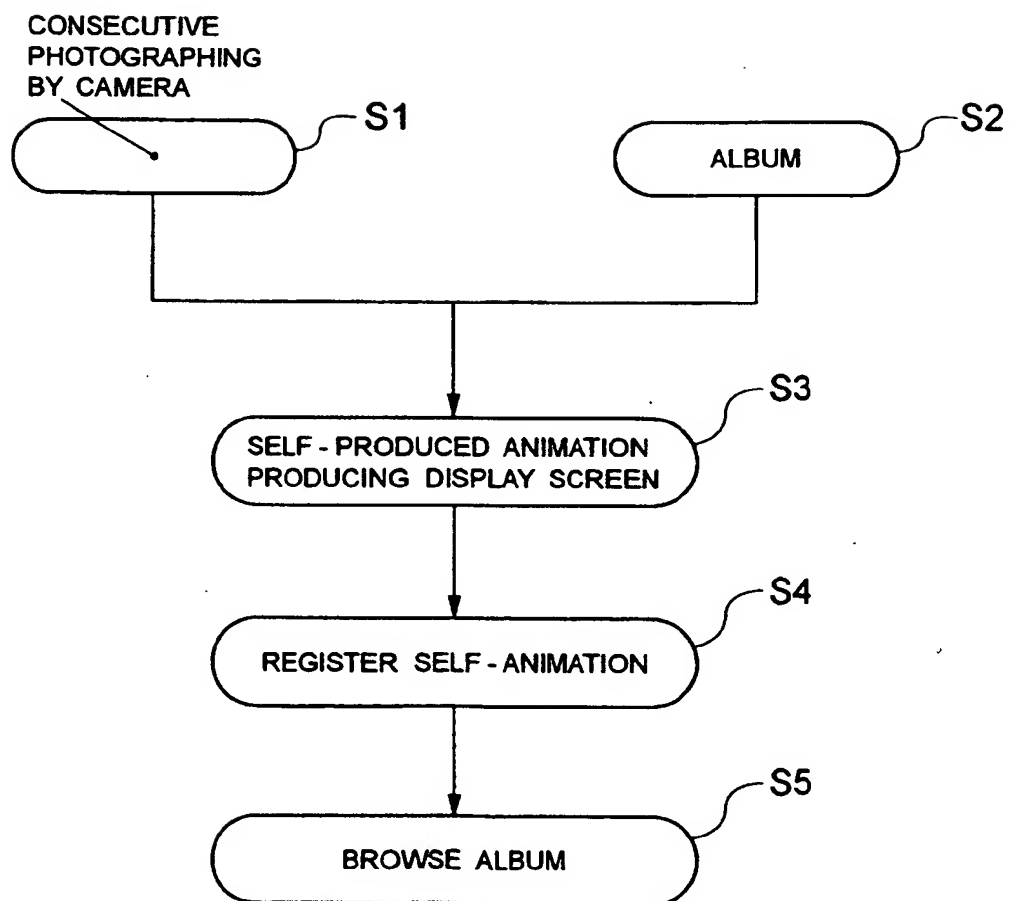 CONSECUTIVE
PHOTOGRAPHING
BY CAMERA
S1
S2
ALBUM
S3
SELF - PRODUCED ANIMATION
PRODUCING DISPLAY SCREEN
S4
REGISTER SELF - ANIMATION
S5
BROWSE ALBUM